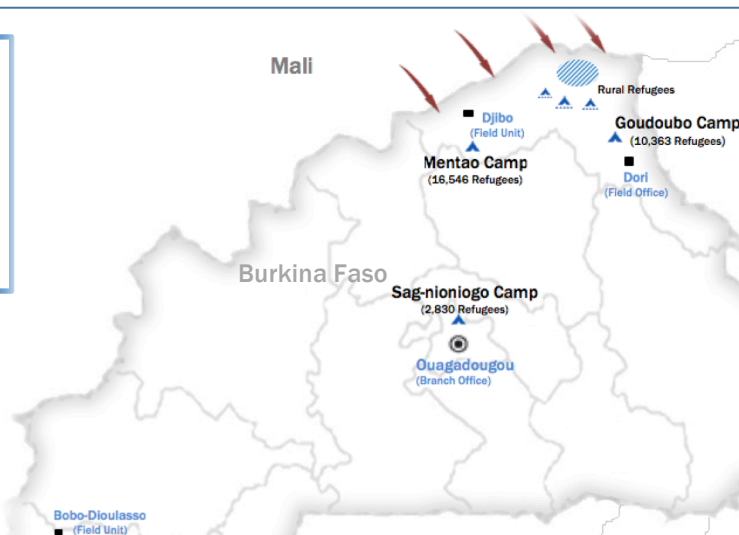 Mali
Rural Refugees
Djibo
(Field Unit)
Goudoubo Camp
(10,363 Refugees)
Mentao Camp
(16,546 Refugees)
Dori
(Field Office)
Burkina Faso
Sag-nioniogo Camp
(2,830 Refugees)
Ouagadougou
(Branch Office)
Bobo-Dioulasso
(Field Unit)